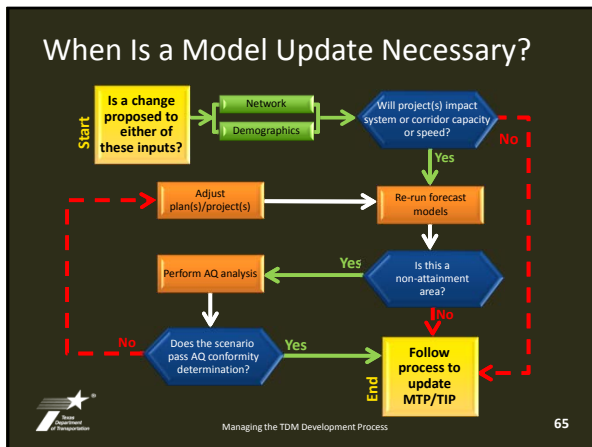 When Is a Model Update Necessary?
Start
Is a change
proposed to
either of
these inputs?
Network
Demographics
Will project(s) impact
system or corridor capacity
or speed?
No
Yes
Adjust
plan(s)/project(s)
Re-run forecast
models
Perform AQ analysis
Yes
Is this a
non-attainment
area?
No
No
Does the scenario
pass AQ conformity
determination?
Yes
End
Follow
process to
update
MTP/TIP
Texas
Department
of Transportation
Managing the TDM Development Process
65